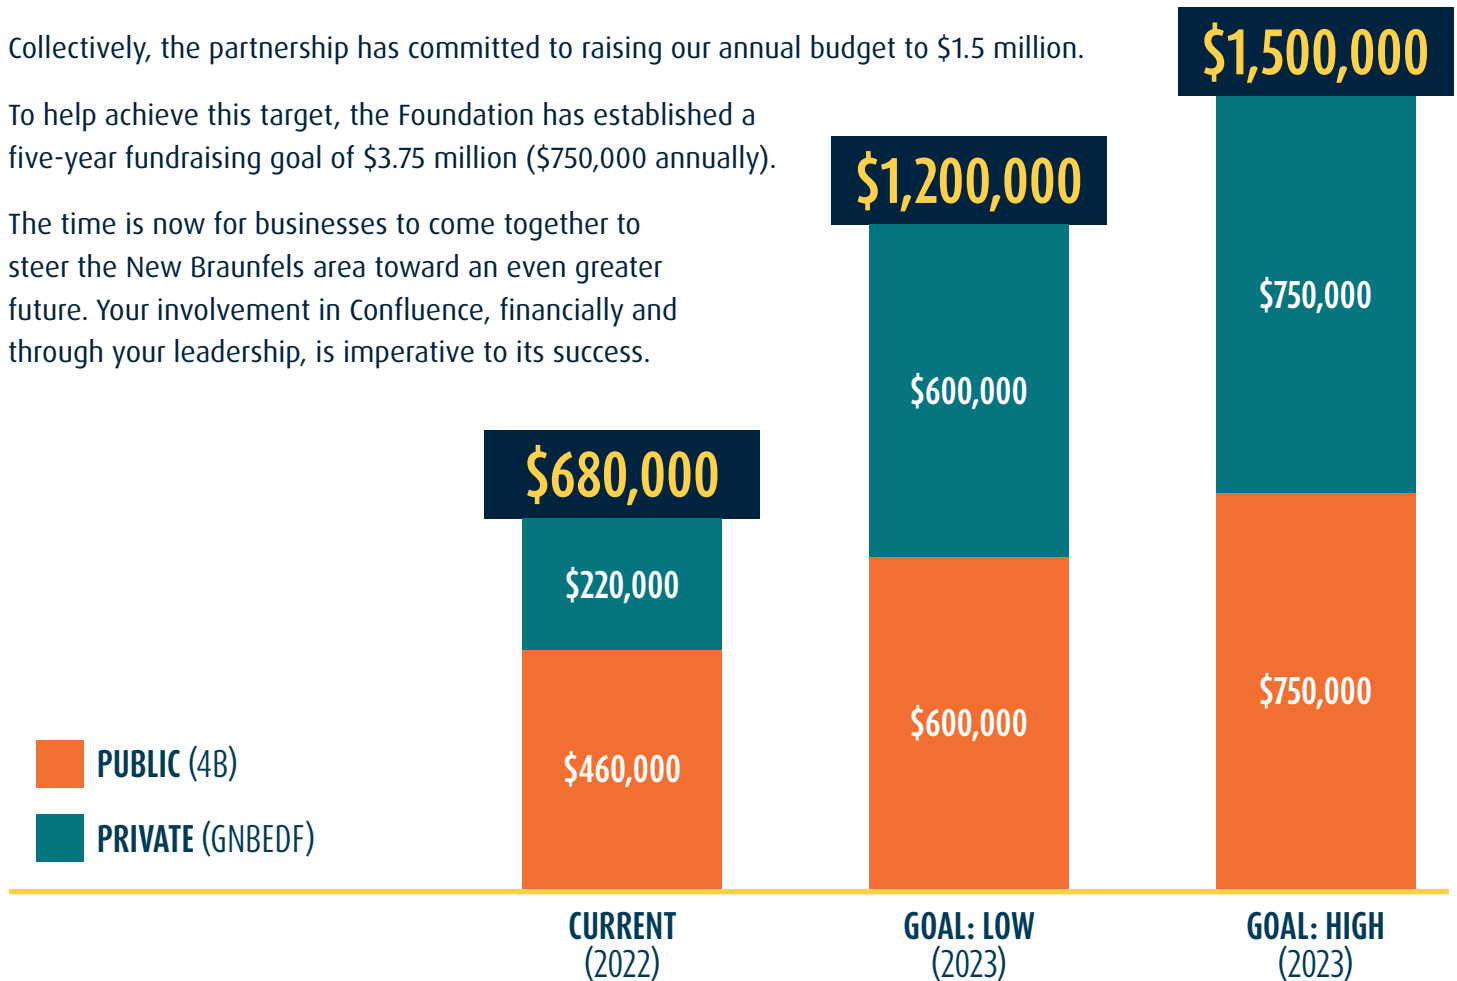 Collectively, the partnership has committed to raising our annual budget to $1.5 million.
To help achieve this target, the Foundation has established a
five-year fundraising goal of $3.75 million ($750,000 annually).
The time is now for businesses to come together to
steer the New Braunfels area toward an even greater
future. Your involvement in Confluence, financially and
through your leadership, is imperative to its success.
$680,000
$220,000
$460,000
$1,200,000
$600,000
$600,000
$1,500,000
$750,000
$750,000
PUBLIC (4B)
PRIVATE (GNBEDF)
CURRENT
(2022)
GOAL: LOW
(2023)
GOAL: HIGH
(2023)